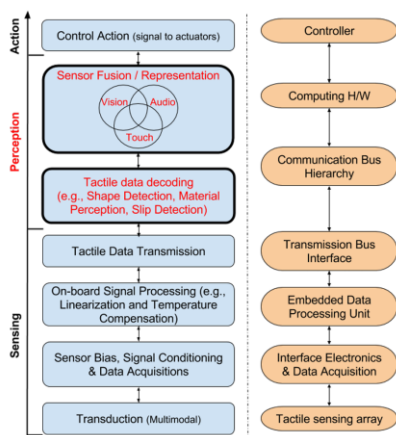 Action
Perception
Sensing
Control Action (signal to actuators)
Sensor Fusion / Representation
Vision
Audio
Touch
Tactile data decoding
(e.g., Shape Detection, Material
Perception, Slip Detection)
Tactile Data Transmission
On-board Signal Processing (e.g.,
Linearization and Temperature
Compensation)
Sensor Bias, Signal Conditioning
& Data Acquisitions
Transduction (Multimodal)
Controller
Computing H/W
Communication Bus
Hierarchy
Transmission Bus
Interface
Embedded Data
Processing Unit
Interface Electronics
& Data Acquisition
Tactile sensing array